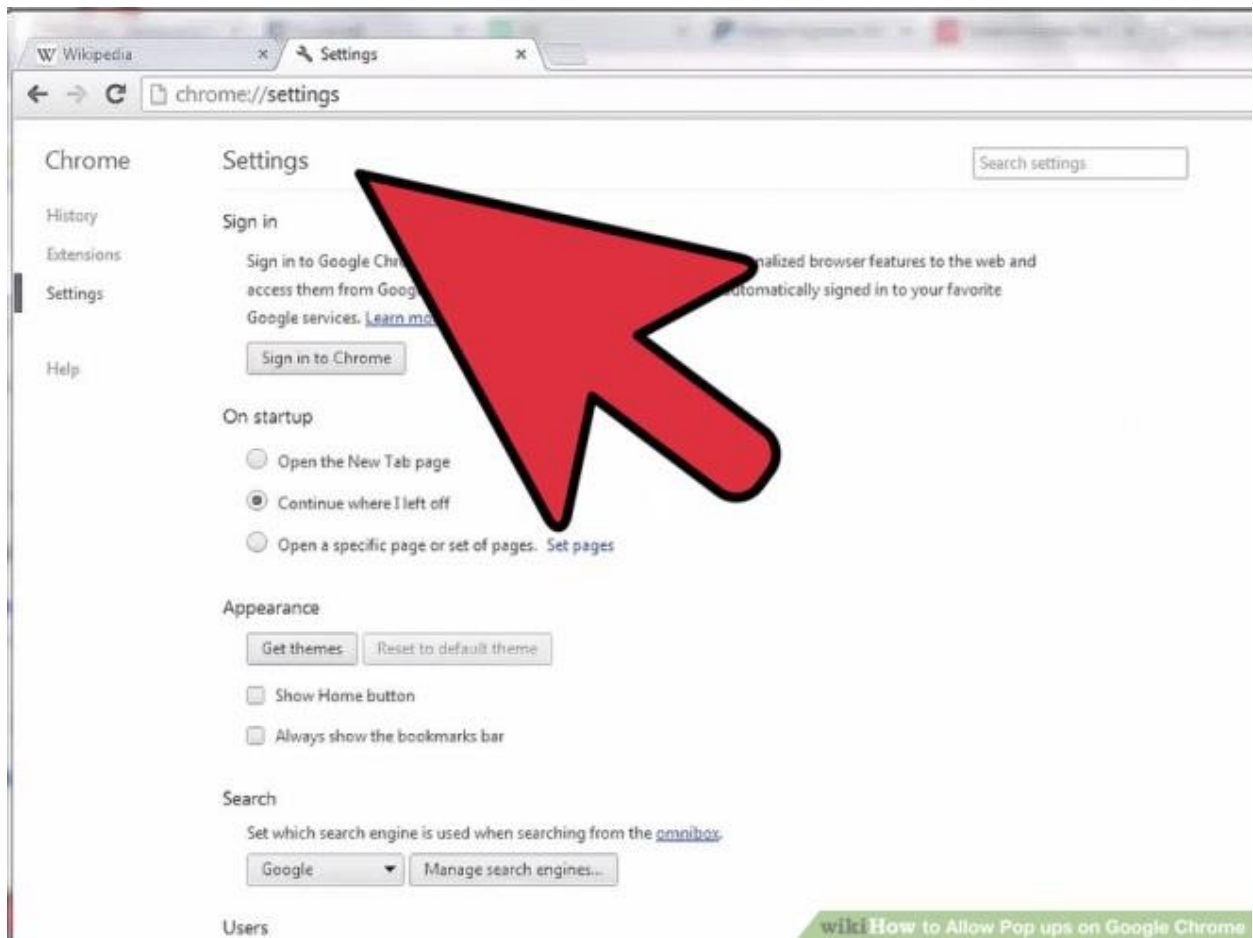 W Wikipedia × Settings ×
chrome://settings
Chrome
History
Extensions
Settings
Help
Settings
Search settings
Sign in
Sign in to Google nalized browser features to the web and
access them from utomatically signed in to your favorite
Google services. Learn
Sign in to Chrome
On startup
Open the New Tab page
Continue where I left off
Open a specific page or set of pages. Set pages
Appearance
Get themes Reset to default theme
Show Home button
Always show the bookmarks bar
Search
Set which search engine is used when searching from the omnibox.
Google Manage search engines...
Users
wikiHow to Allow Pop ups on Google Chrome